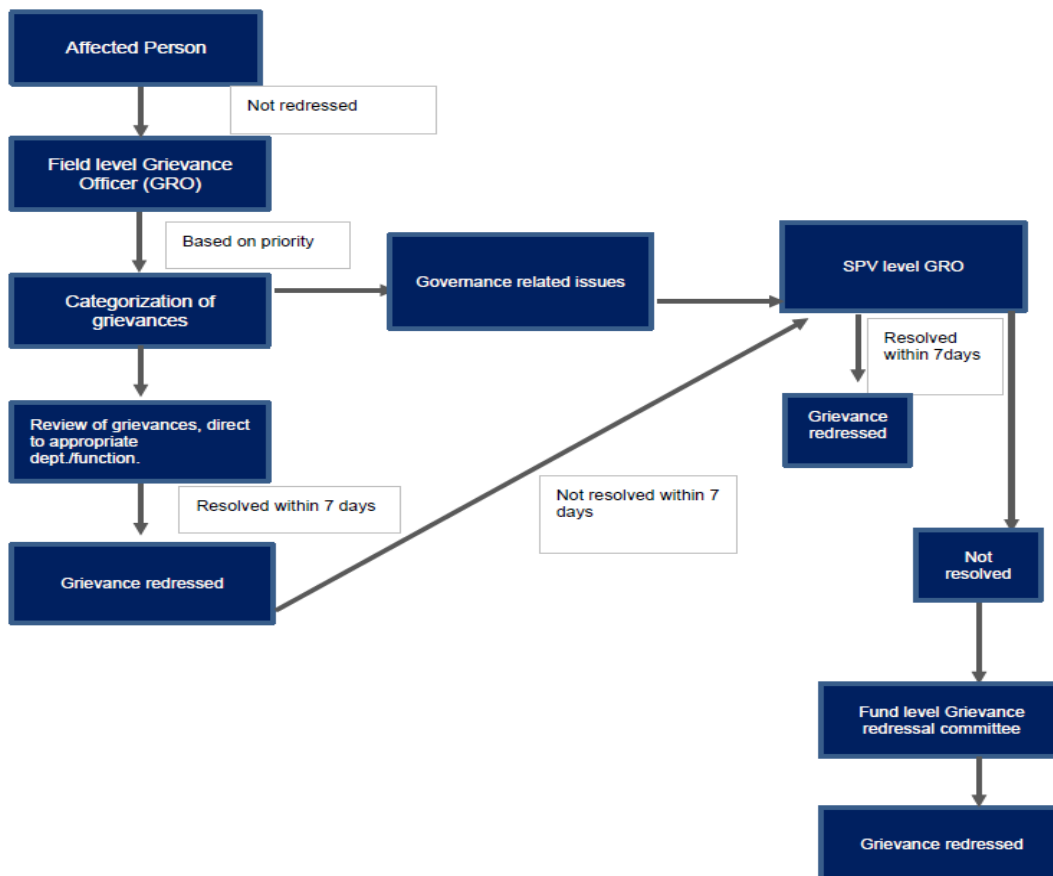 Affected Person
Not redressed
Field level Grievance
Officer (GRO)
Based on priority
Categorization of
grievances
Governance related issues
SPV level GRO
Resolved
within 7days
Review of grievances, direct
to appropriate
dept./function.
Grievance
redressed
Resolved within 7 days
Not resolved within 7
days
Grievance redressed
Not
resolved
Fund level Grievance
redressal committee
Grievance redressed